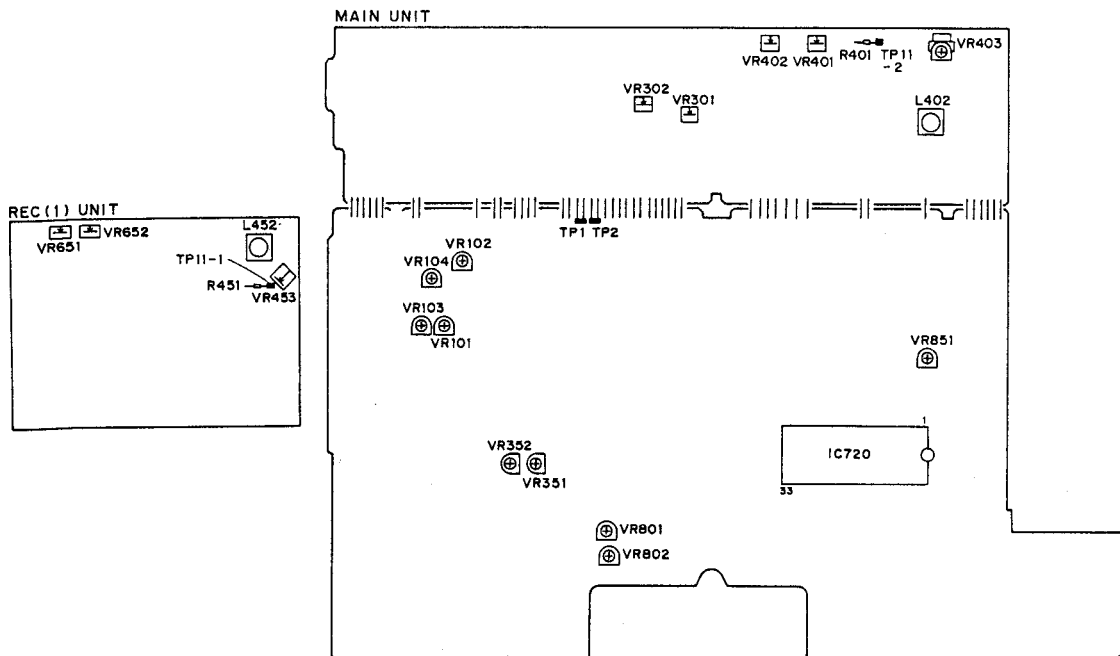 MAIN UNIT
VR402
VR401
R401
TP11
-2
VR403
VR302
VR301
L402
REC(1) UNIT
VR651
VR652
L452
TP11-1
R451
VR453
TP1 TP2
VR102
VR104
VR103
VR101
VR851
VR352
VR351
1
IC720
33
VR801
VR802